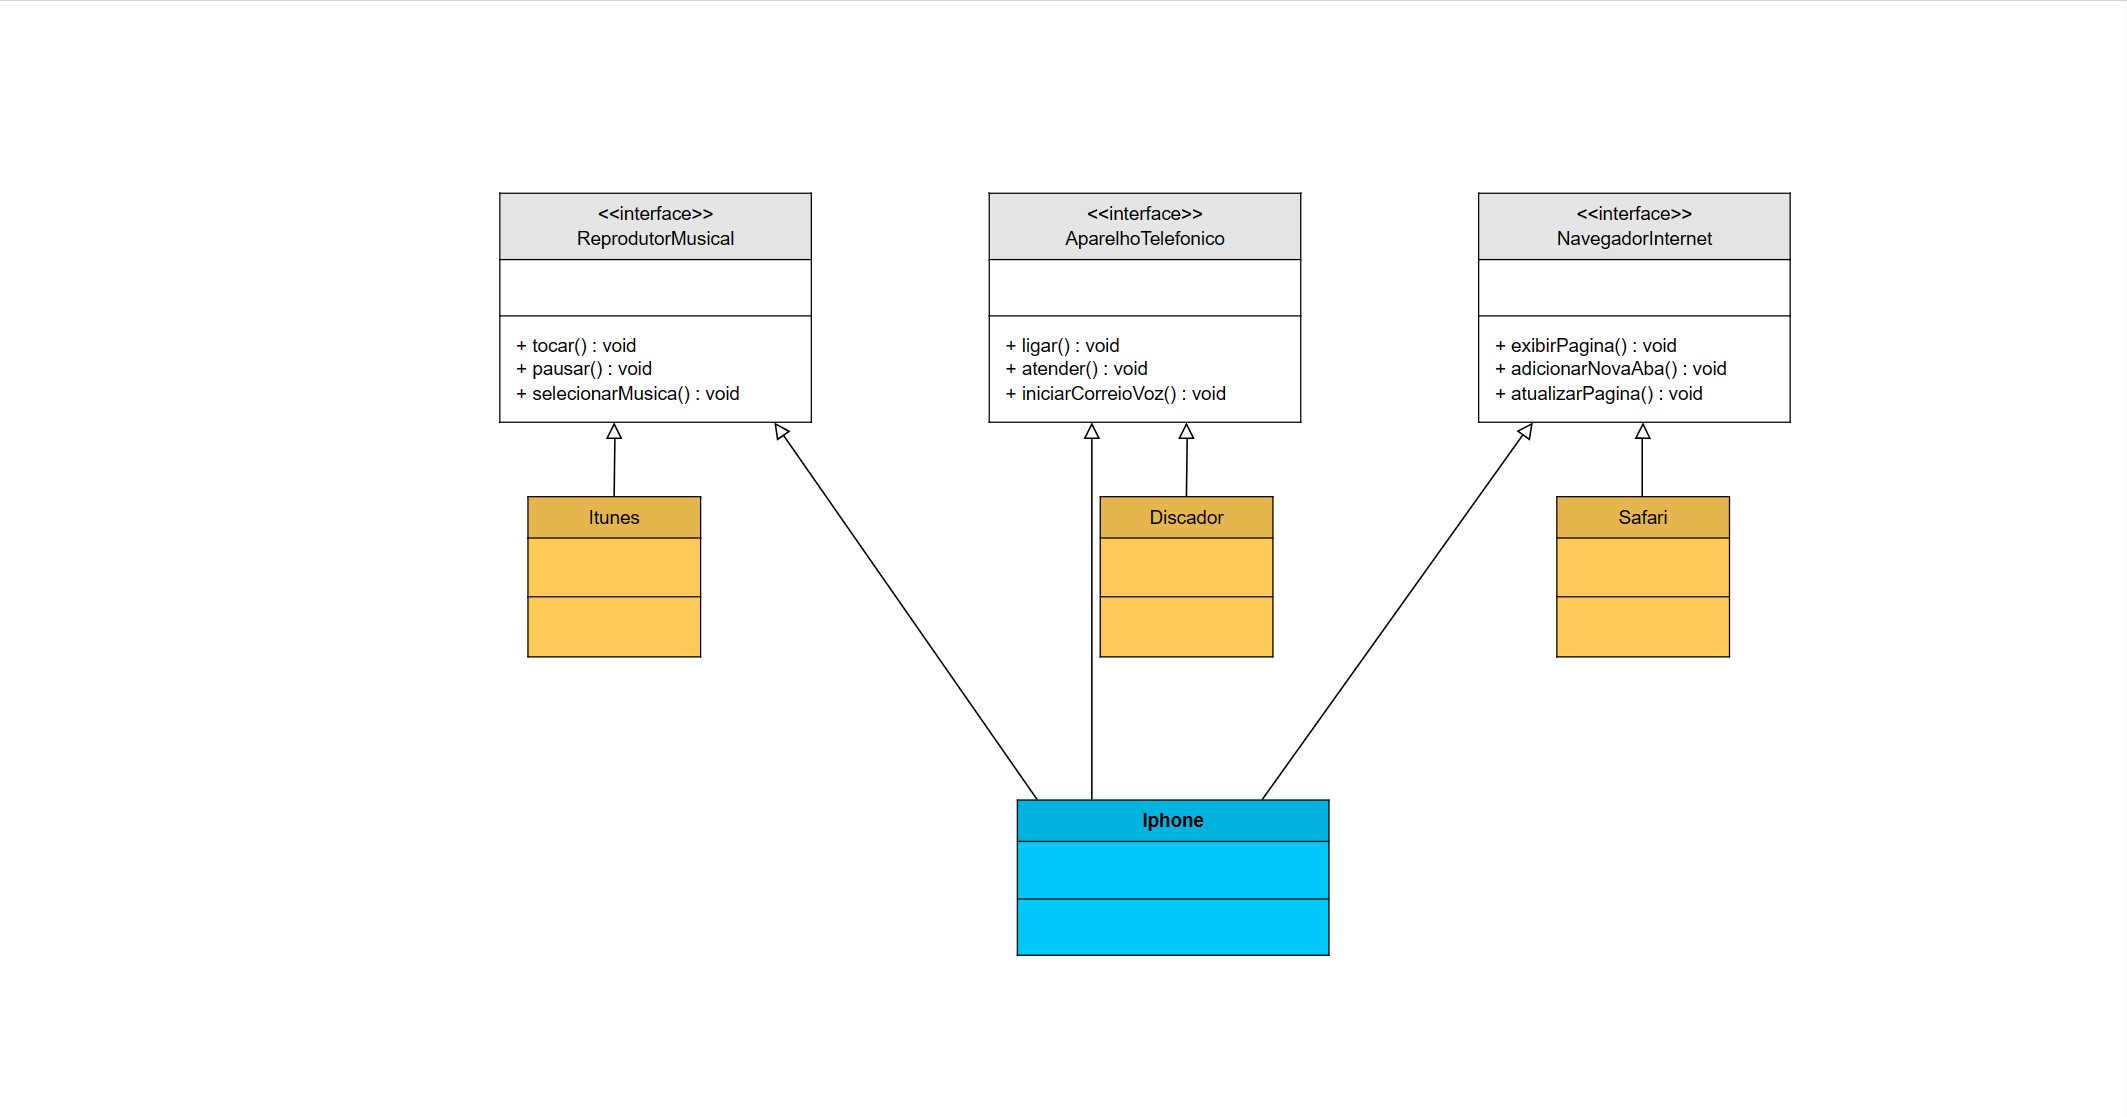 <<interface>>
ReprodutorMusical
+ tocar() : void
+ pausar() : void
+ selecionarMusica() : void
<<interface>>
AparelhoTelefonico
+ ligar() : void
+ atender() : void
+ iniciarCorreioVoz() : void
<<interface>>
NavegadorInternet
+ exibirPagina() : void
+ adicionarNovaAba() : void
+ atualizarPagina() : void
Itunes
Discador
Safari
Iphone